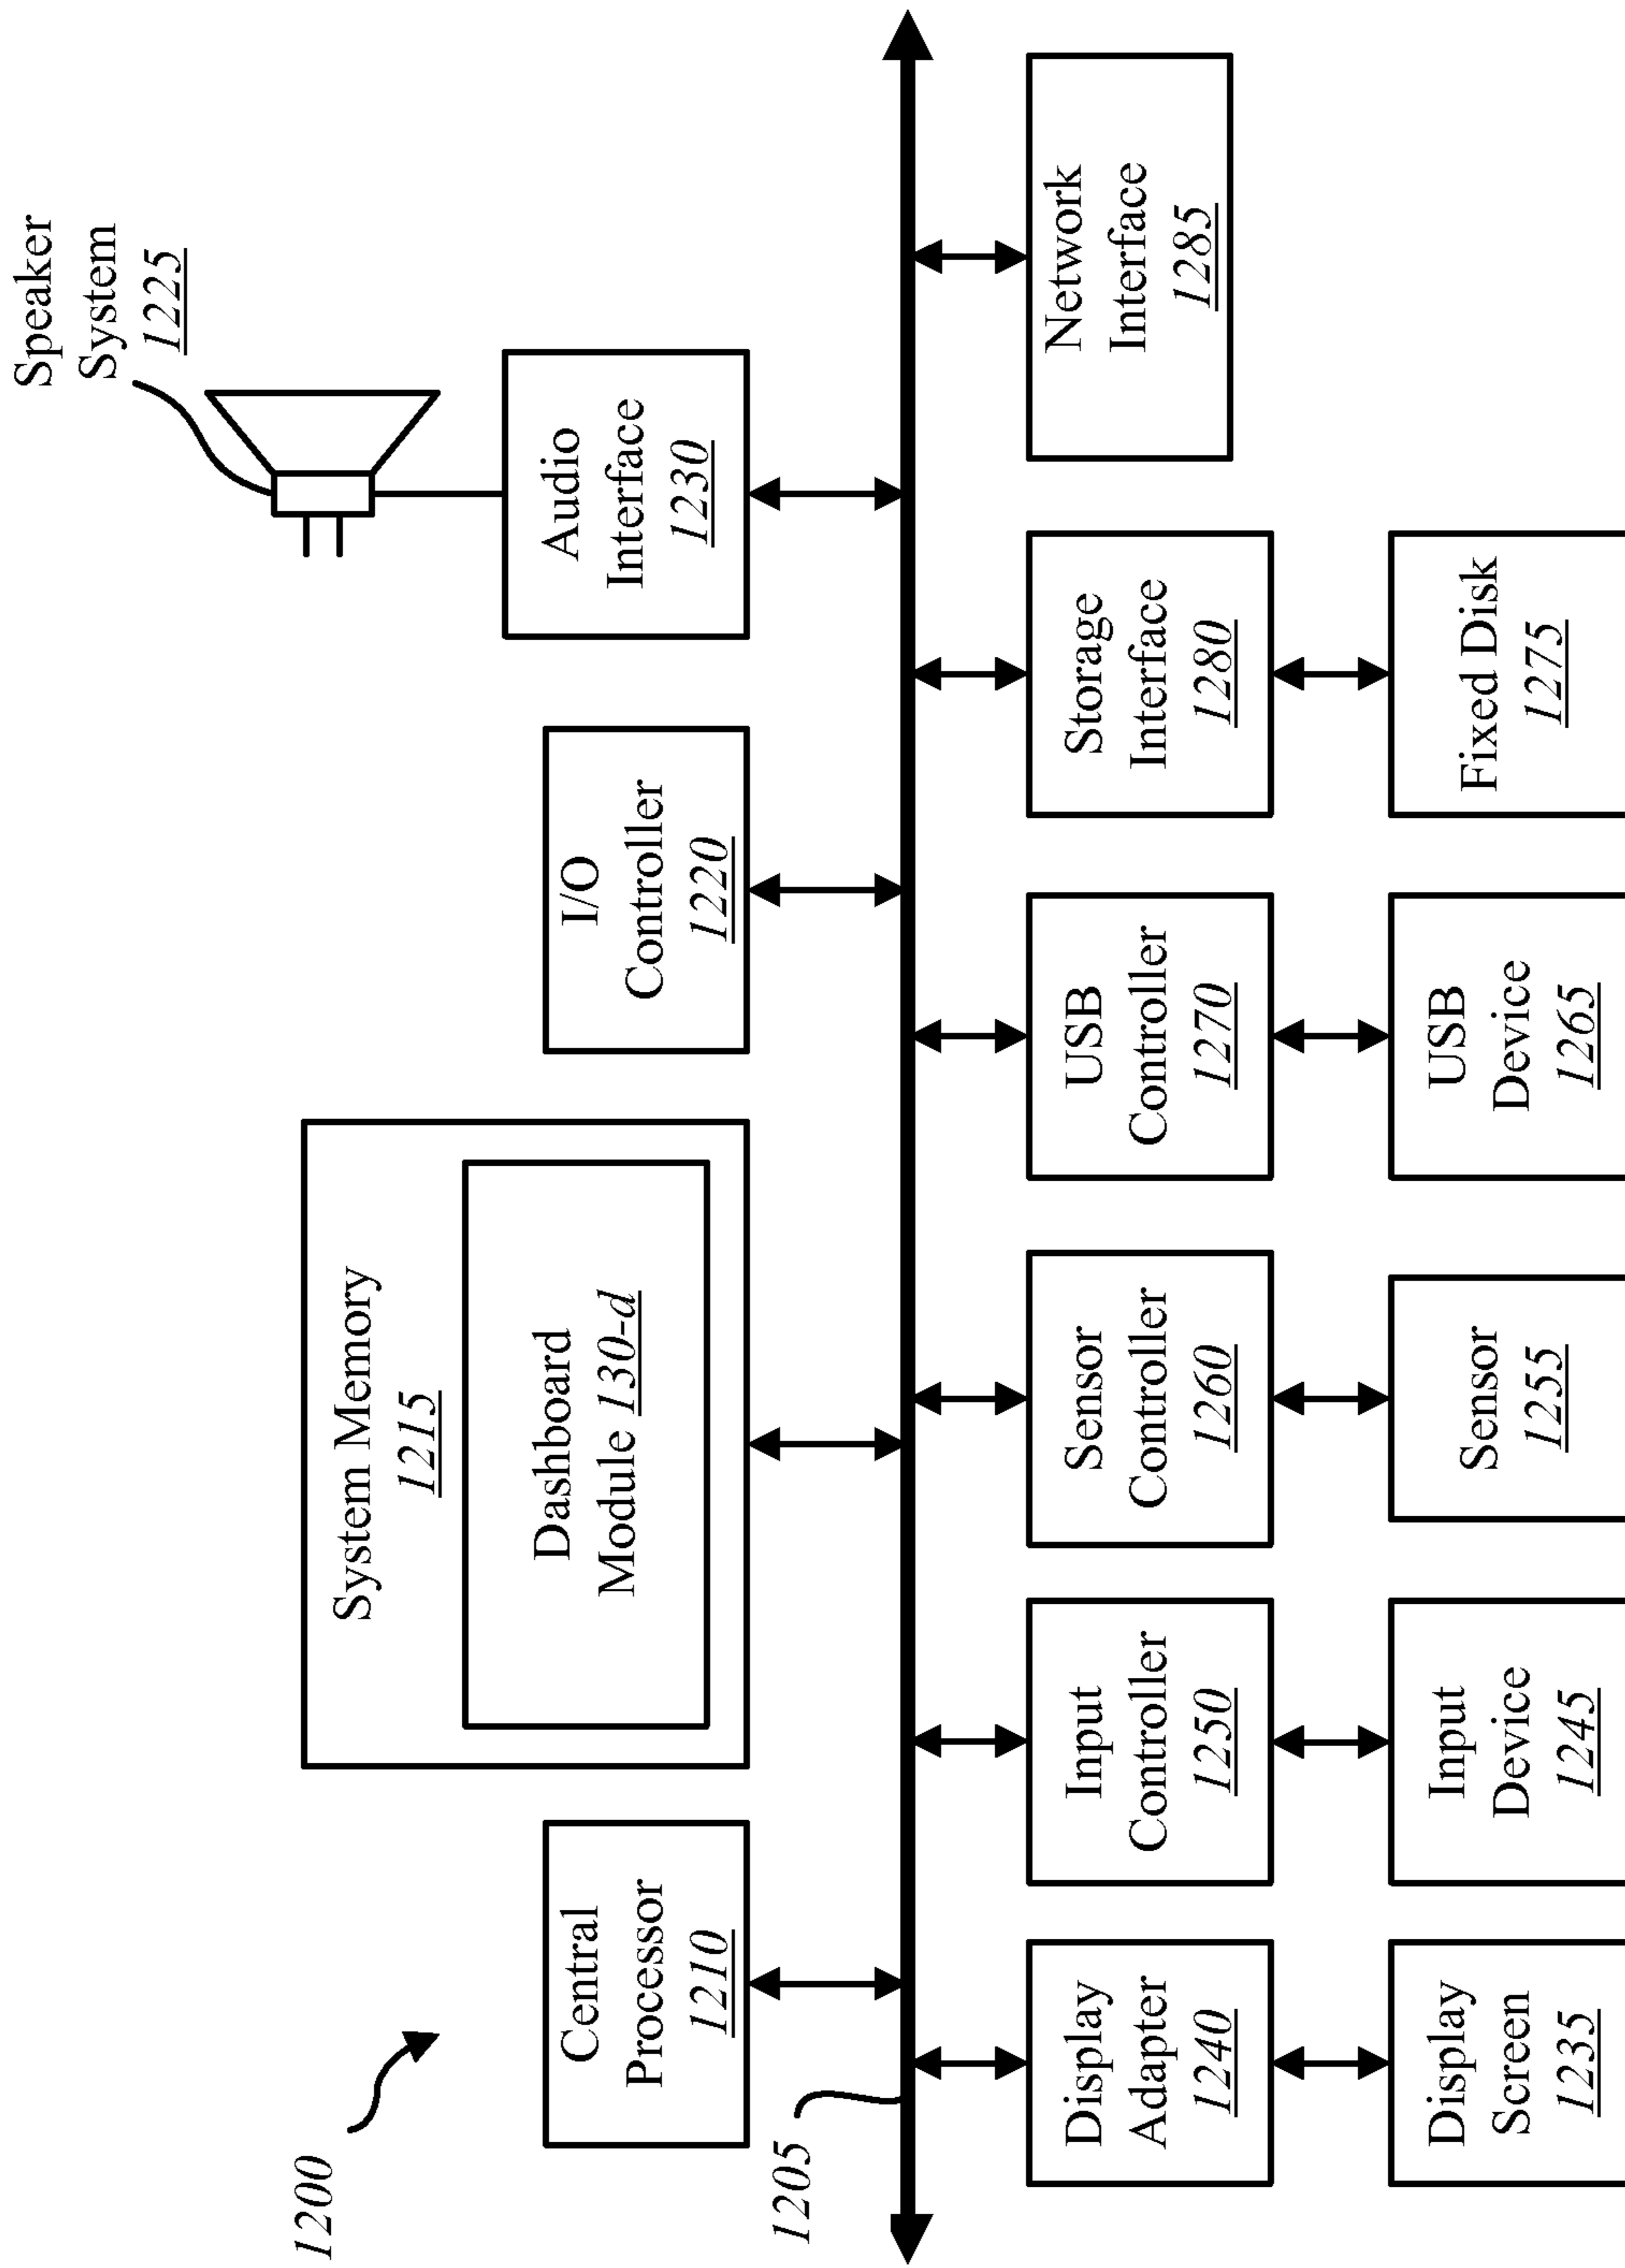 1200
Speaker
System
1225
Central
Processor
1210
System Memory
1215
Dashboard
Module 130-d
I/O
Controller
1220
Audio
Interface
1230
1205
Display
Adapter
1240
Input
Controller
1250
Sensor
Controller
1260
USB
Controller
1270
Storage
Interface
1280
Network
Interface
1285
Display
Screen
1235
Input
Device
1245
Sensor
1255
USB
Device
1265
Fixed Disk
1275